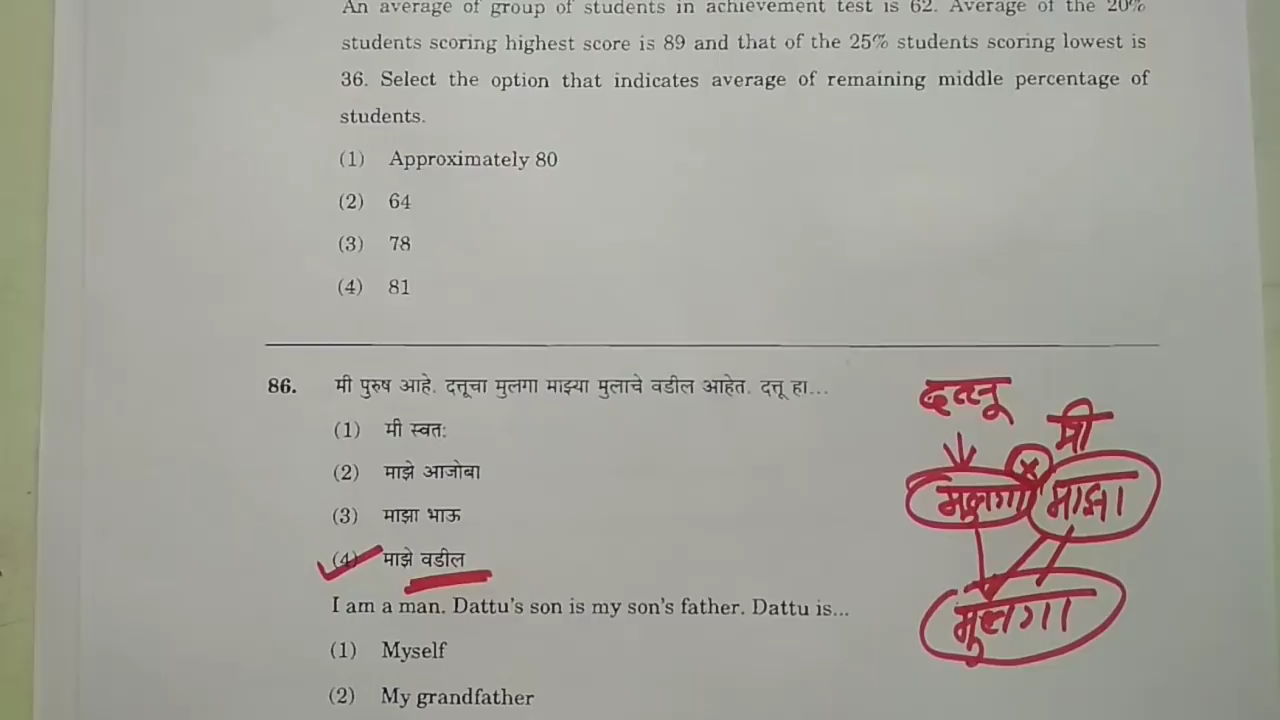 An average of group of students in achievement test is 62. Average of the 20%
students scoring highest score is 89 and that of the 25% students scoring lowest is
36. Select the option that indicates average of remaining middle percentage of
students.
(1) Approximately 80
(2) 64
(3) 78
(4) 81
86. मी पुरुष आहे. दत्तूचा मुलगा माझ्या मुलाचे वडील आहेत. दत्तू हा...
(1) मी स्वतः
(2) माझे आजोबा
(3) माझा भाऊ
(4) माझे वडील
I am a man. Dattu's son is my son's father. Dattu is...
(1) Myself
(2) My grandfather
दत्तू
मी
मुलगा माझा
मुलगा